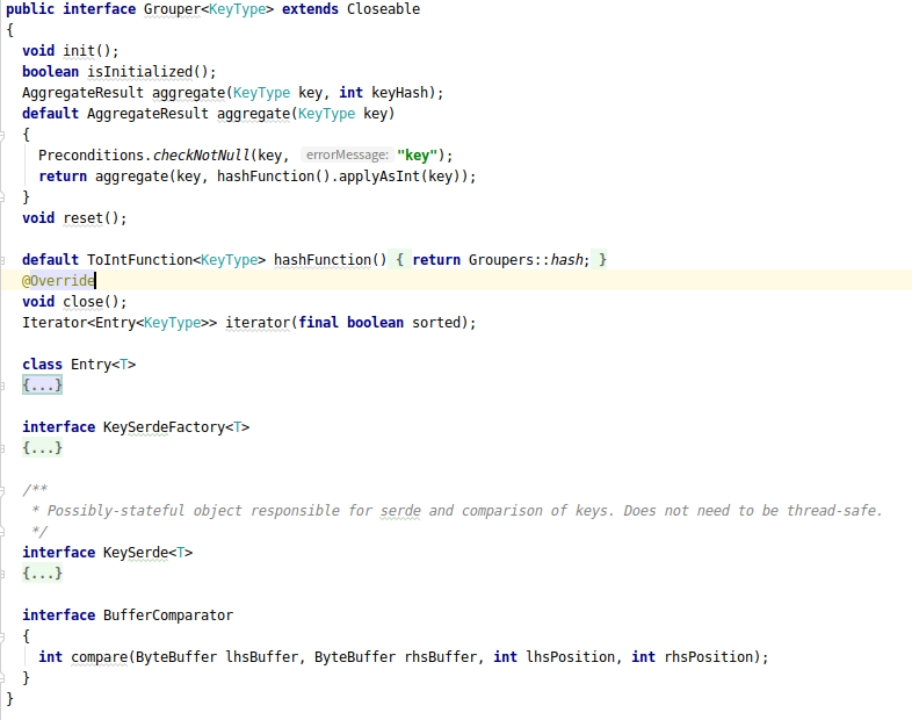 public interface Grouper<KeyType> extends Closeable
{
  void init();
  boolean isInitialized();
  AggregateResult aggregate(KeyType key, int keyHash);
  default AggregateResult aggregate(KeyType key)
  {
    Preconditions.checkNotNull(key, errorMessage: "key");
    return aggregate(key, hashFunction().applyAsInt(key));
  }
  void reset();

  default ToIntFunction<KeyType> hashFunction() { return Groupers::hash; }
  @Override
  void close();
  Iterator<Entry<KeyType>> iterator(final boolean sorted);

  class Entry<T>
  {...}

  interface KeySerdeFactory<T>
  {...}

  /**
   * Possibly-stateful object responsible for serde and comparison of keys. Does not need to be thread-safe.
   */
  interface KeySerde<T>
  {...}

  interface BufferComparator
  {
    int compare(ByteBuffer lhsBuffer, ByteBuffer rhsBuffer, int lhsPosition, int rhsPosition);
  }
}